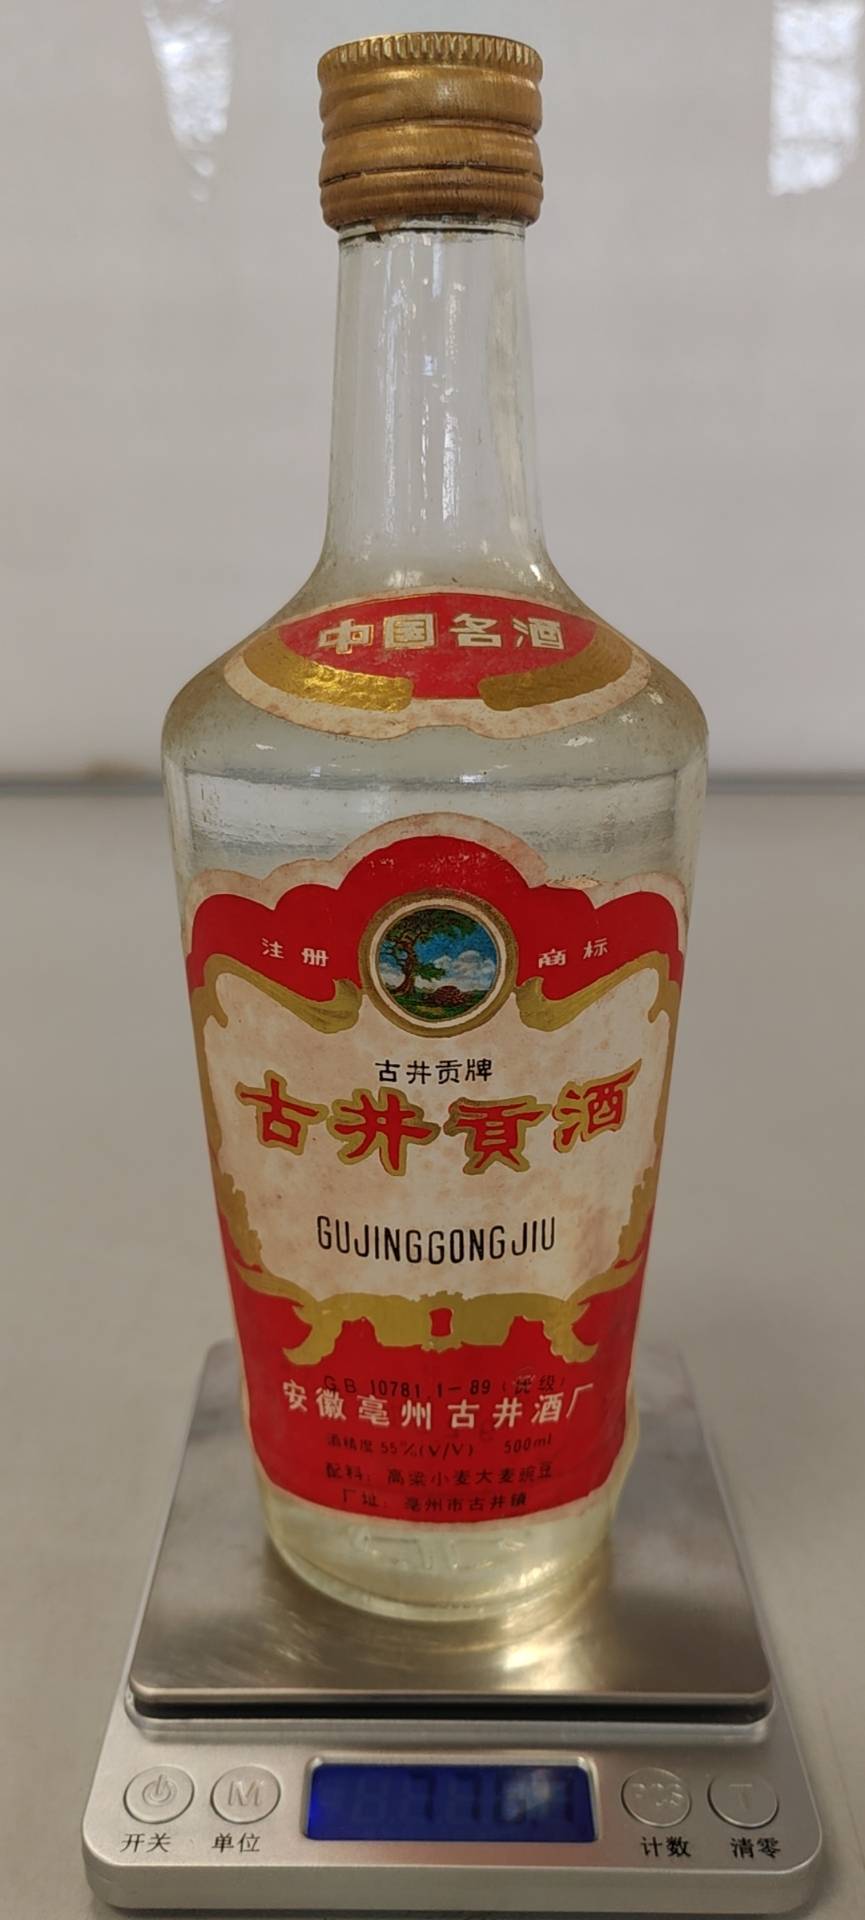 中国名酒
注册 商标
古井贡牌
古井贡酒
GUJINGGONGJIU
GB 10781.1-89(优级)
安徽亳州古井酒厂
酒精度 55%(V/V) 500ml
配料: 高粱小麦大麦豌豆
厂址: 亳州市古井镇
M PCS T
开关 单位 计数 清零